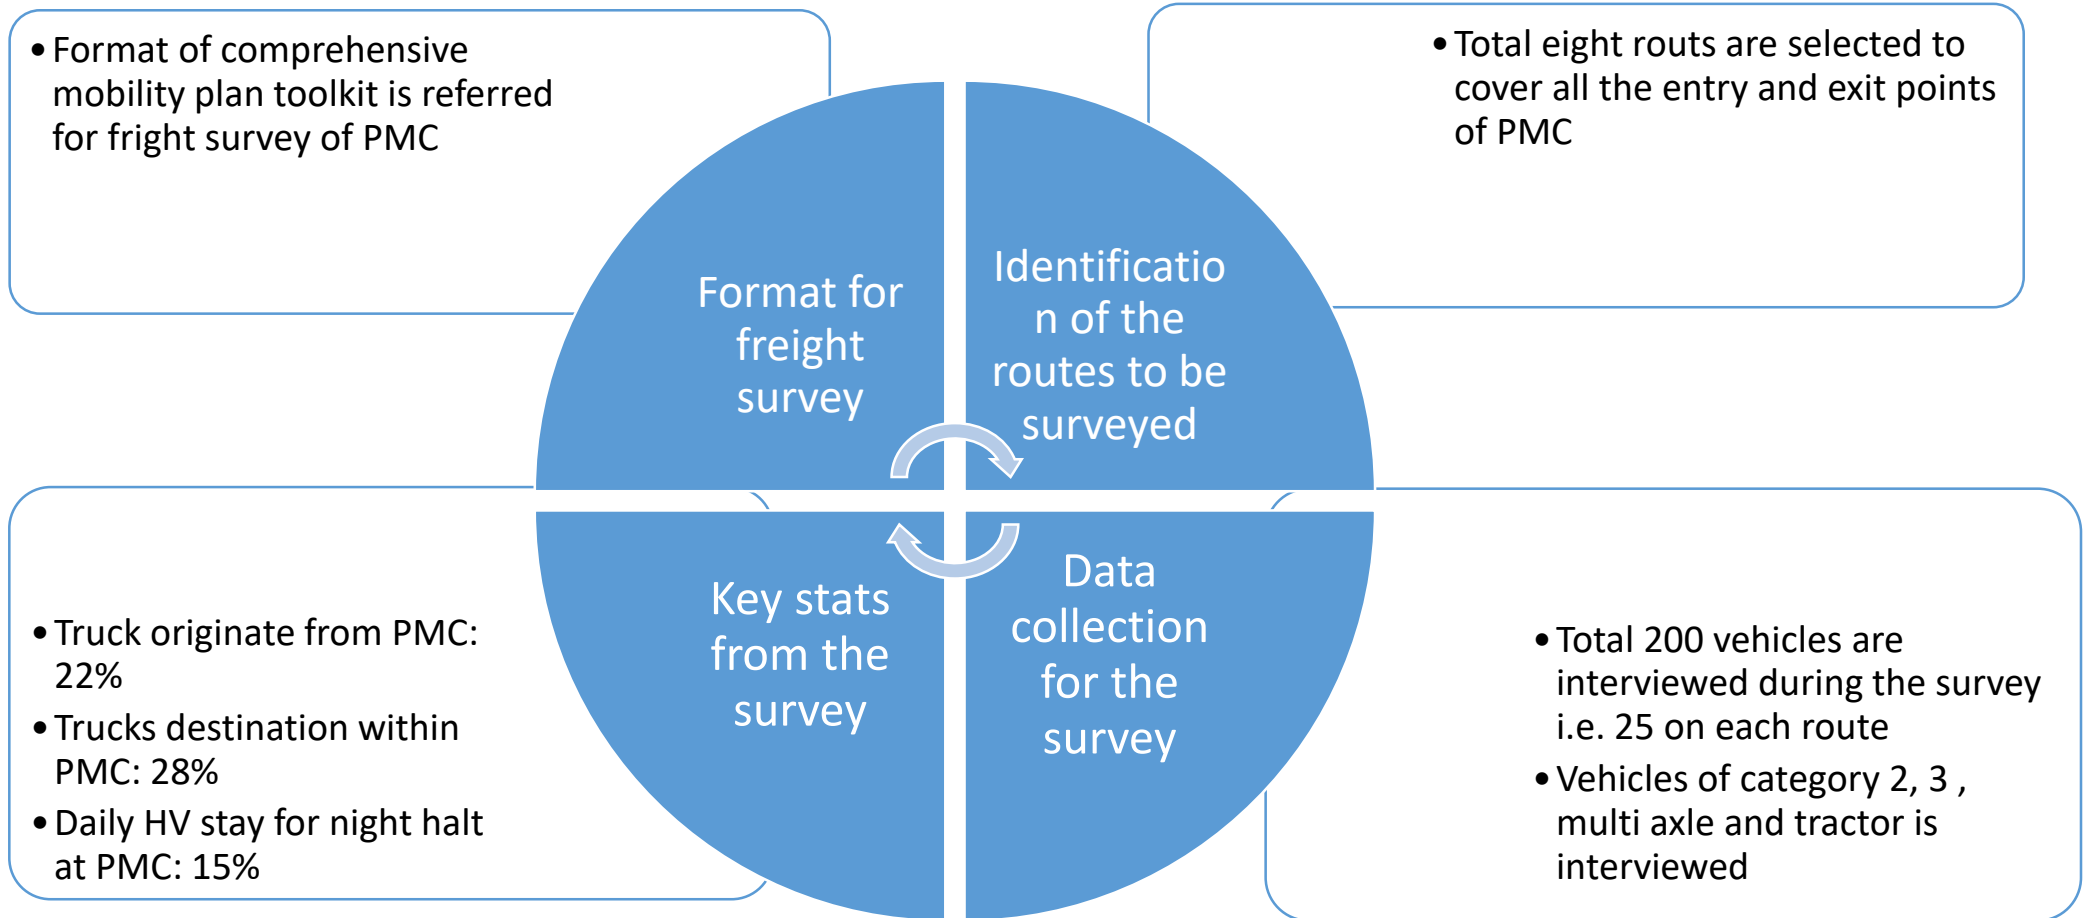 • Format of comprehensive
mobility plan toolkit is referred
for fright survey of PMC
• Total eight routs are selected to
cover all the entry and exit points
of PMC
Format for
freight
survey
Identificatio
n of the
routes to be
surveyed
Key stats
from the
survey
Data
collection
for the
survey
• Truck originate from PMC:
22%
• Trucks destination within
PMC: 28%
• Daily HV stay for night halt
at PMC: 15%
• Total 200 vehicles are
interviewed during the survey
i.e. 25 on each route
• Vehicles of category 2, 3 ,
multi axle and tractor is
interviewed